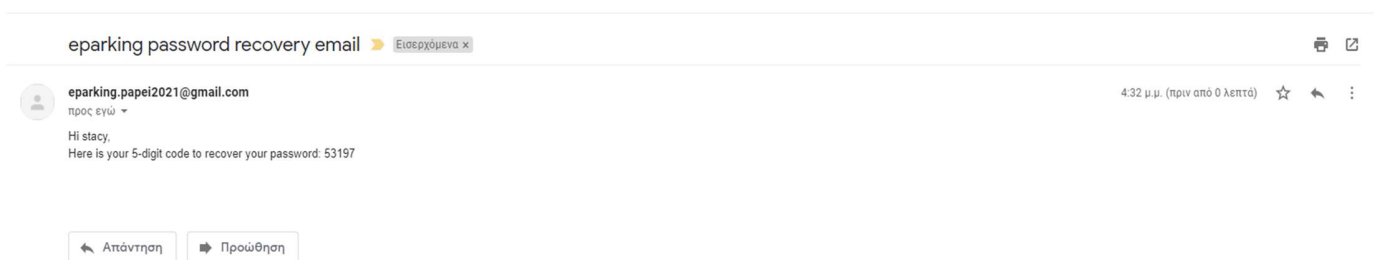 eparking password recovery email Εισερχόμενα ×
eparking.papei2021@gmail.com 4:32 μ.μ. (πριν από 0 λεπτά)
προς εγώ
Hi stacy,
Here is your 5-digit code to recover your password: 53197
Απάντηση Προώθηση